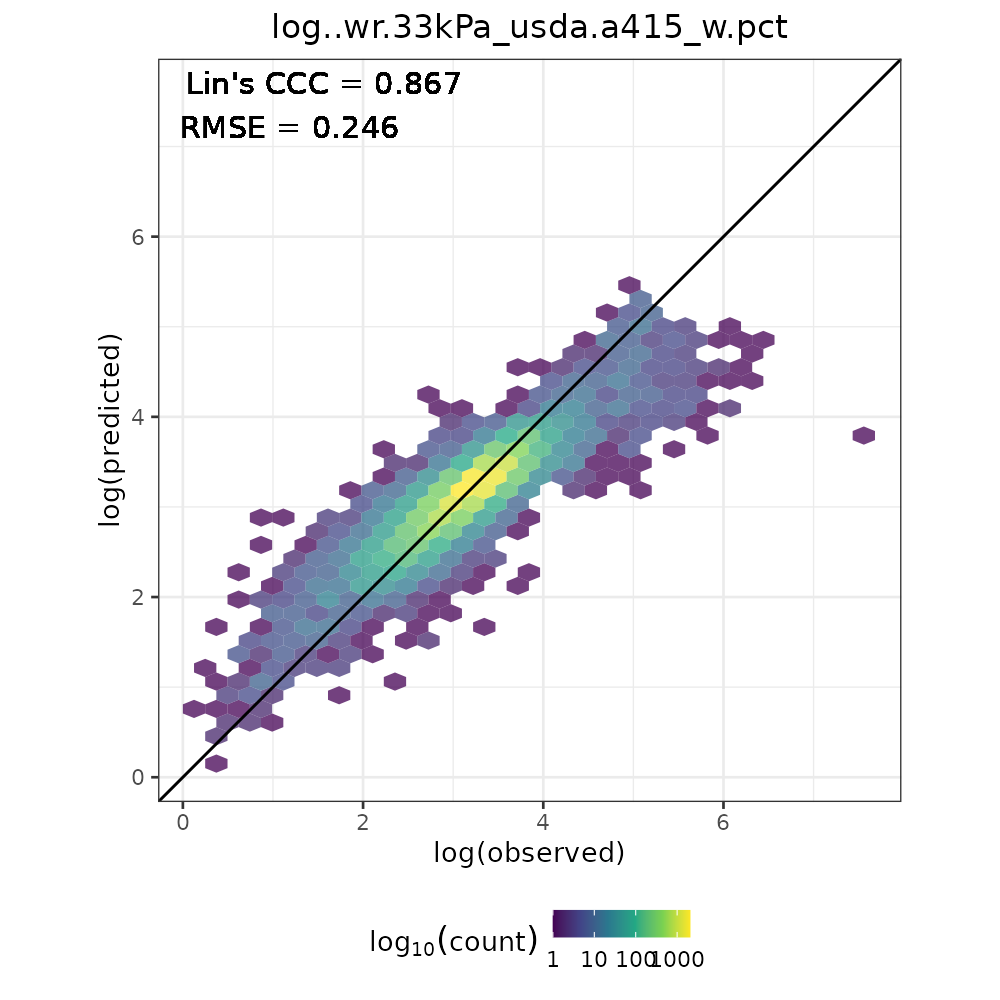 log..wr.33kPa_usda.a415_w.pct
Lin's CCC = 0.867
RMSE = 0.246
log(predicted)
6
4
2
0
0 2 4 6
log(observed)
log10(count)
1 10 100 1000